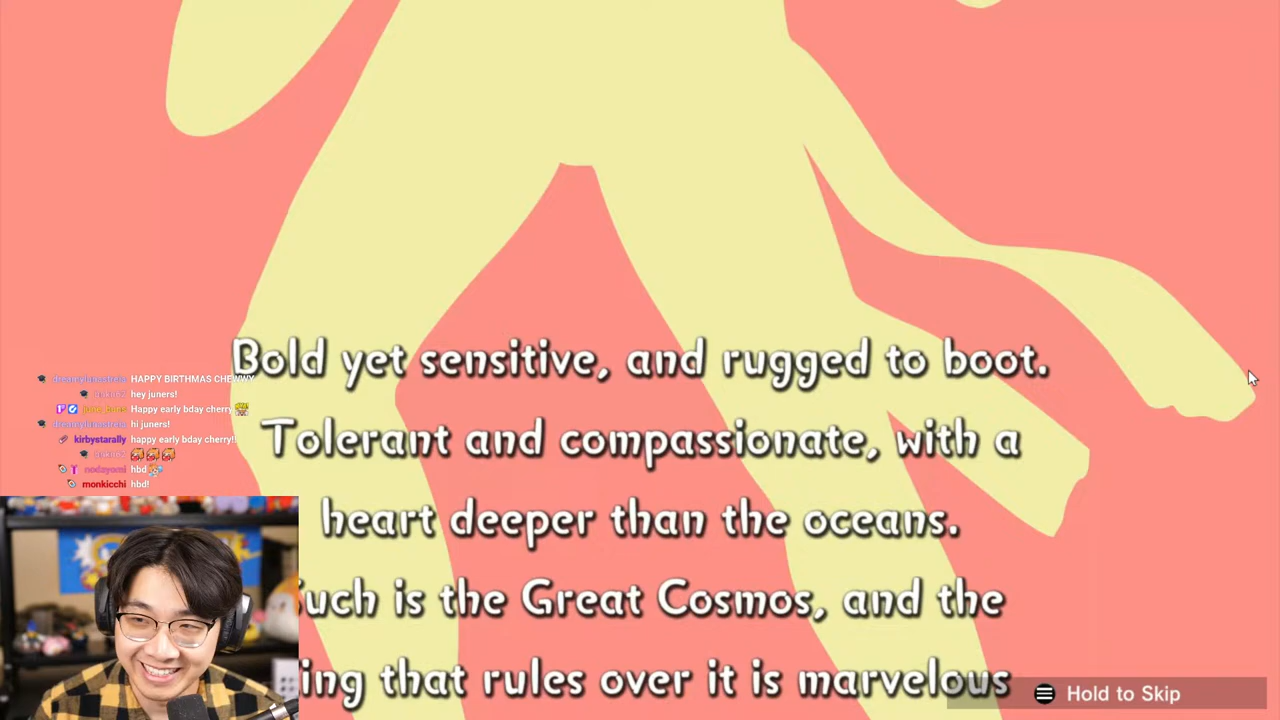 Bold yet sensitive, and rugged to boot.
Tolerant and compassionate, with a
heart deeper than the oceans.
uch is the Great Cosmos, and the
ing that rules over it is marvelous
HAPPY BIRTHMAS CHEWWY
hey juners!
Happy early bday cherry
hi juners!
kirbystarally happy early bday cherry!
nodayomi hbd
monkicchi hbd!
Hold to Skip